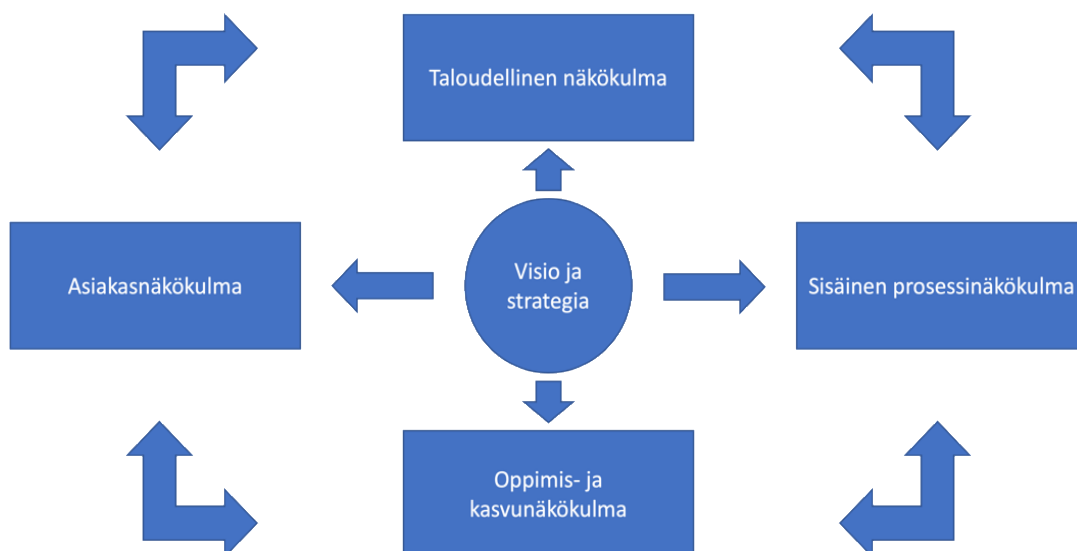 Taloudellinen näkökulma
Asiakasnäkökulma
Visio ja
strategia
Sisäinen prosessinäkökulma
Oppimis- ja
kasvunäkökulma